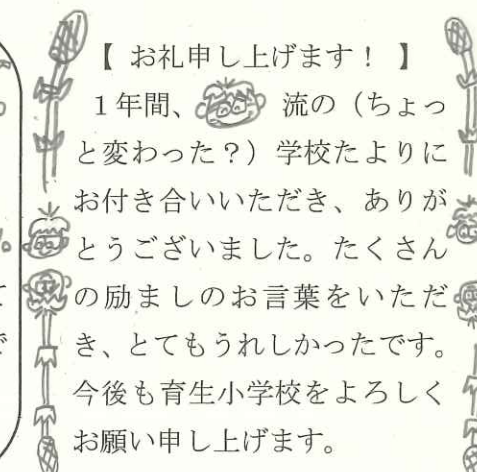 【 お礼申し上げます! 】
1年間、 流の(ちょっ
と変わった?)学校たよりに
お付き合いいただき、ありが
とうございました。たくさん
の励ましのお言葉をいただ
き、とてもうれしかったです。
今後も育生小学校をよろしく
お願い申し上げます。
て
で